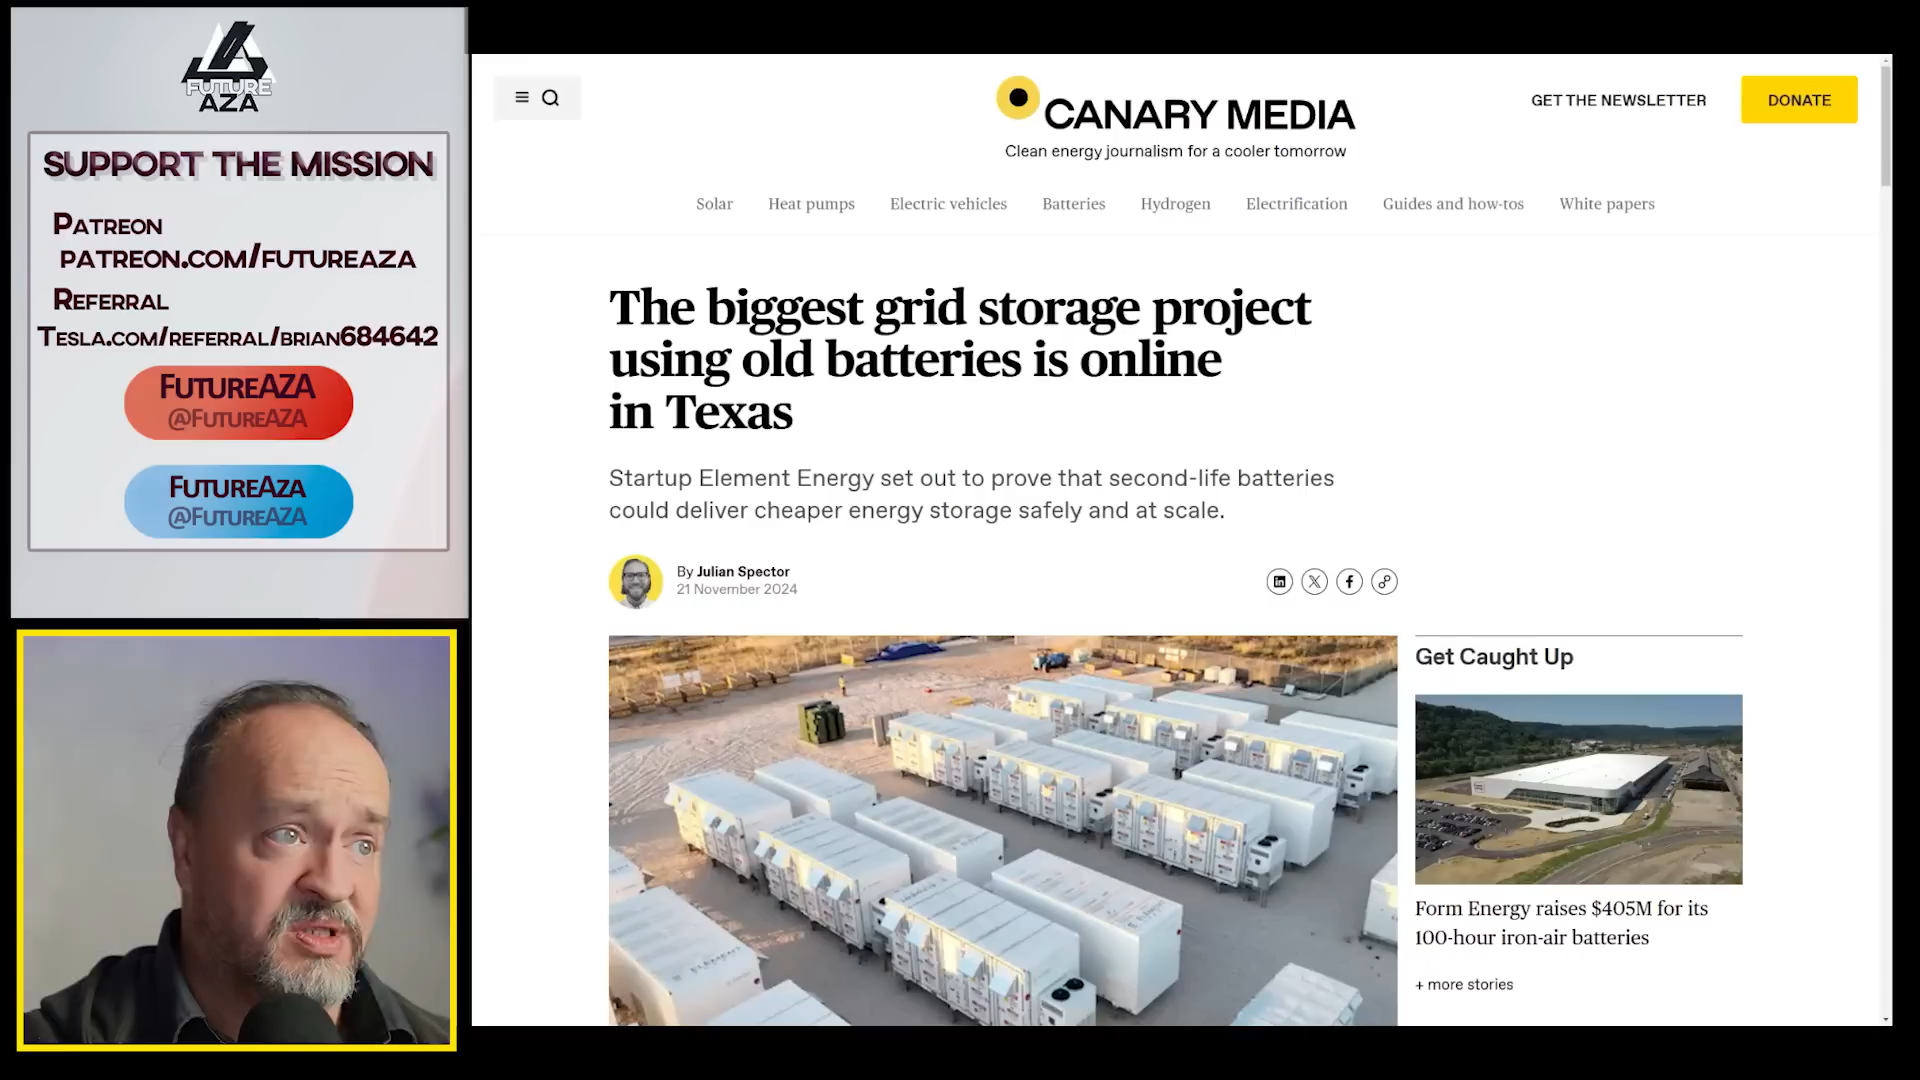 FUTURE
AZA
SUPPORT THE MISSION
PATREON
PATREON.COM/FUTUREAZA
REFERRAL
TESLA.COM/REFERRAL/BRIAN684642
FUTUREAZA
@FUTUREAZA
FUTUREAZA
@FUTUREAZA
CANARY MEDIA
Clean energy journalism for a cooler tomorrow
GET THE NEWSLETTER
DONATE
Solar Heat pumps Electric vehicles Batteries Hydrogen Electrification Guides and how-tos White papers
The biggest grid storage project
using old batteries is online
in Texas
Startup Element Energy set out to prove that second-life batteries
could deliver cheaper energy storage safely and at scale.
By Julian Spector
21 November 2024
Get Caught Up
Form Energy raises $405M for its
100-hour iron-air batteries
+ more stories
ELEMENT